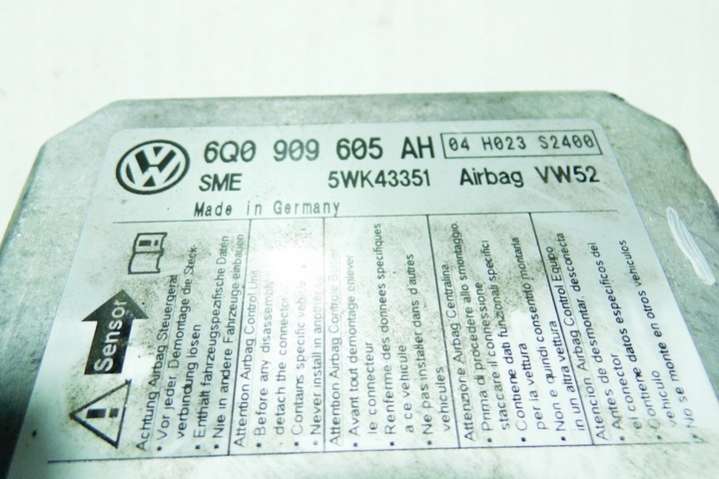 6Q0 909 605 AH 04 H023 S2400
SME 5WK43351 Airbag VW52
Made in Germany
Sensor
Achtung Airbag Steuergerät
• Vor jeder Demontage die Steck-
verbindung lösen
• Enthält fahrzeugspezifische Daten
• Nie in andere Fahrzeuge einbauen
Attention Airbag Control Unit
• Before any disassembly
detach the connector
• Contains specific vehicle
• Never install in another
Attention Airbag Controle
• Avant tout demontage enlever
le connecteur
• Renferme des donnees specifiques
a ce vehicule
• Ne pas installer dans d'autres
vehicules
Attenzione Airbag Centralina
• Prima di procedere allo smontaggio
staccare il connessione
• Contiene dati funzionali specifici
per la vettura
• Non e quindi consentito montarla
in un altra vettura
Atencion Airbag Control Equipo
• Antes de desmontar, desconecta
el conector
• Contiene datos especificos del
vehiculo
• No se monte en otros vehiculos